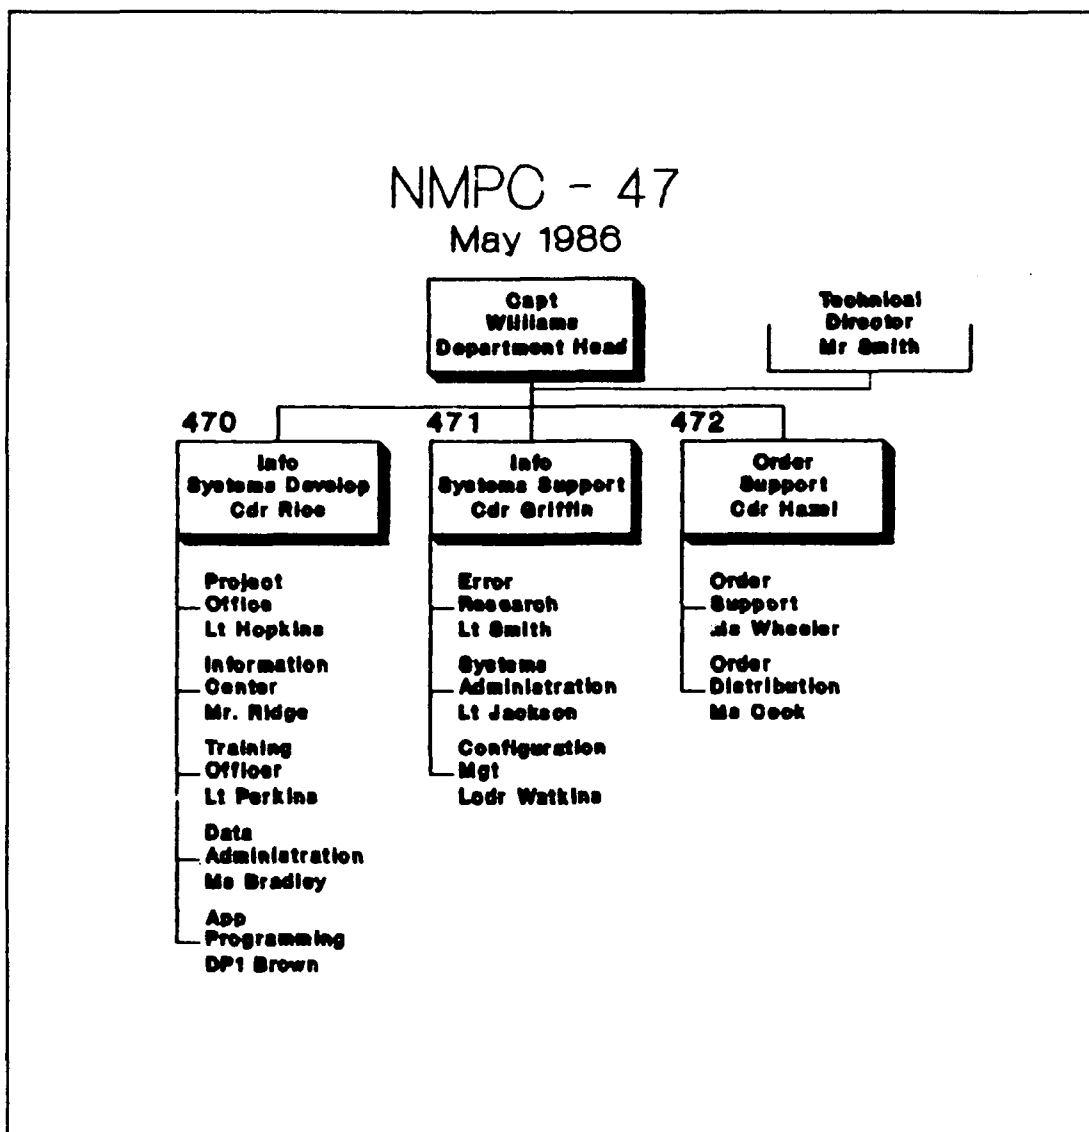 NMPC - 47
May 1986
Capt
Williams
Department Head
Technical
Director
Mr Smith
470
Info
Systems Develop
Cdr Rice
Project
Office
Lt Hopkins
Information
Center
Mr. Ridge
Training
Officer
Lt Perkins
Data
Administration
Ms Bradley
App
Programming
DP1 Brown
471
Info
Systems Support
Cdr Griffin
Error
Research
Lt Smith
Systems
Administration
Lt Jackson
Configuration
Mgt
Lcdr Watkins
472
Order
Support
Cdr Hazel
Order
Support
Ms Wheeler
Order
Distribution
Ms Cook